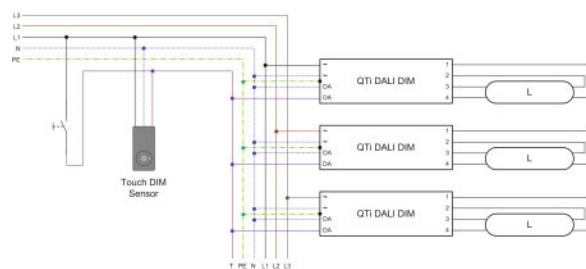 L3
L2
L1
N
PE
~
~
DA
DA
QTi DALI DIM
1
2
3
4
L
~
~
DA
DA
QTi DALI DIM
1
2
3
4
L
~
~
DA
DA
QTi DALI DIM
1
2
3
4
L
Touch DIM
Sensor
T PE N L1 L2 L3